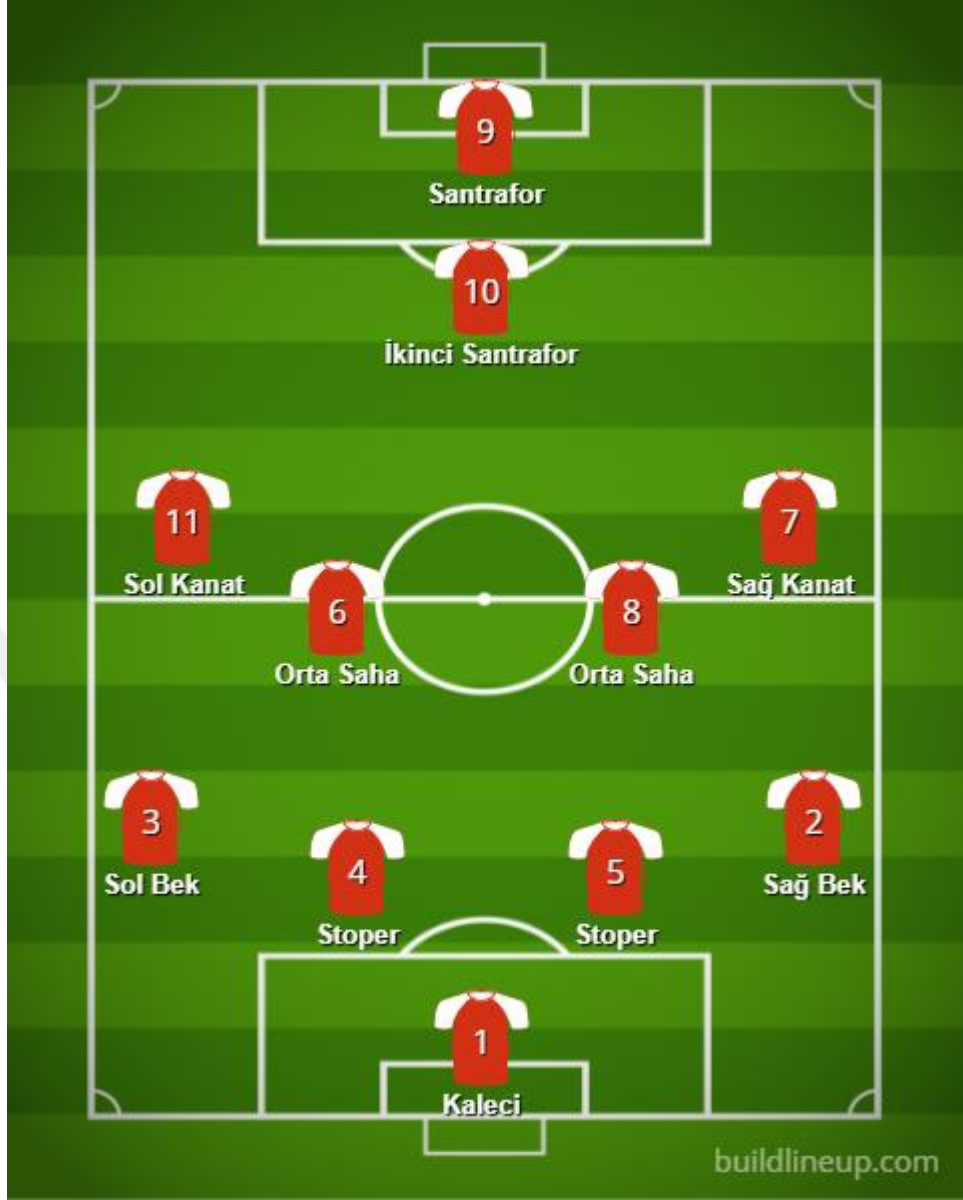 9
Santrafor
10
İkinci Santrafor
11
Sol Kanat
7
Sağ Kanat
6
Orta Saha
8
Orta Saha
3
Sol Bek
2
Sağ Bek
4
Stoper
5
Stoper
1
Kaleci
buildlineup.com